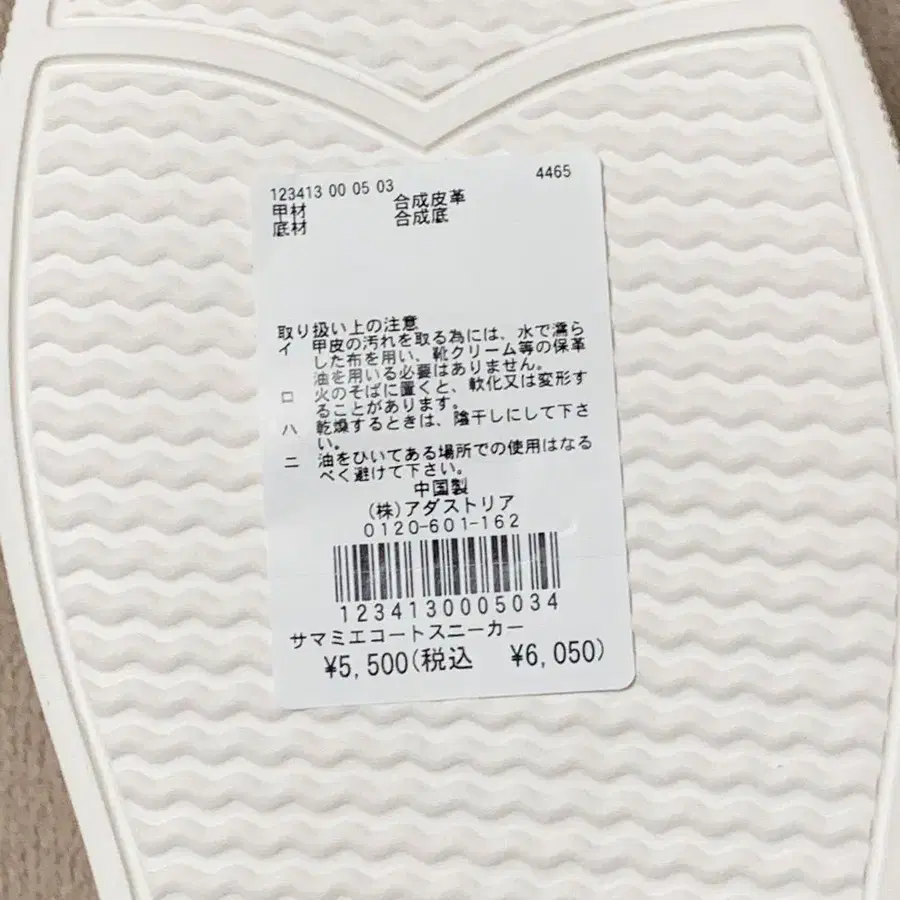 123413 00 05 03 4465
甲材 合成皮革
底材 合成底
取り扱い上の注意
イ 甲皮の汚れを取る為には、水で濡ら
した布を用い、靴クリーム等の保革
油を用いる必要はありません。
ロ 火のそばに置くと、軟化又は変形す
ることがあります。
ハ 乾燥するときは、陰干しにして下さ
い。
ニ 油をひいてある場所での使用はなる
べく避けて下さい。
中国製
(株)アダストリア
0120-601-162
1234130005034
サマミエコートスニーカー
¥5,500(税込 ¥6,050)